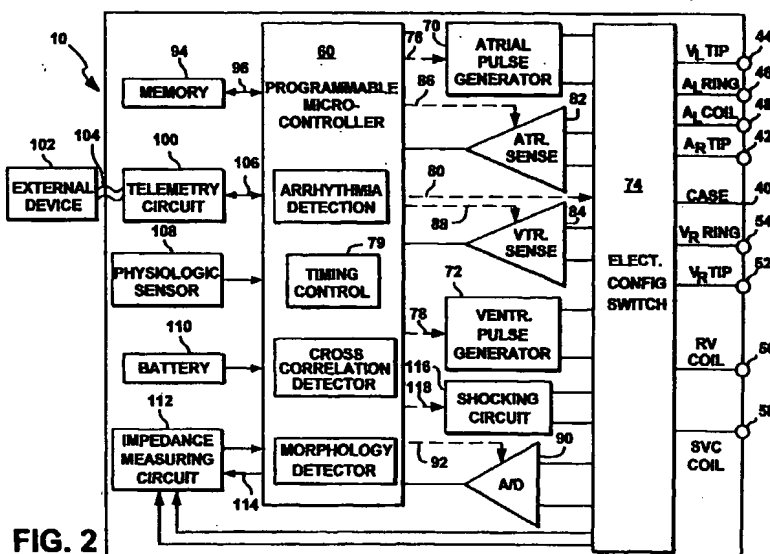 10
94
MEMORY
96
60
PROGRAMMABLE
MICRO-
CONTROLLER
76
70
ATRIAL
PULSE
GENERATOR
86
82
ATR.
SENSE
102
EXTERNAL
DEVICE
104
100
TELEMETRY
CIRCUIT
106
ARRHYTHMIA
DETECTION
80
88
84
VTR.
SENSE
108
PHYSIOLOGIC
SENSOR
79
TIMING
CONTROL
72
78
VENTR.
PULSE
GENERATOR
110
BATTERY
CROSS
CORRELATION
DETECTOR
116
118
SHOCKING
CIRCUIT
112
IMPEDANCE
MEASURING
CIRCUIT
114
MORPHOLOGY
DETECTOR
92
90
A/D
74
ELECT.
CONFIG
SWITCH
VL TIP
44
AL RING
46
AL COIL
48
AR TIP
42
CASE
40
VR RING
54
VR TIP
52
RV
COIL
SVC
COIL
58
FIG. 2